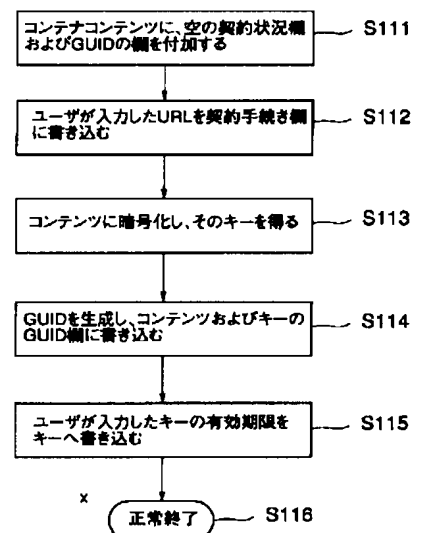 コンテナコンテンツに、空の契約状況欄
およびGUIDの欄を付加する
S111
ユーザが入力したURLを契約手続き欄
に書き込む
S112
コンテンツに暗号化し、そのキーを得る
S113
GUIDを生成し、コンテンツおよびキーの
GUID欄に書き込む
S114
ユーザが入力したキーの有効期限を
キーへ書き込む
S115
x
正常終了
S116